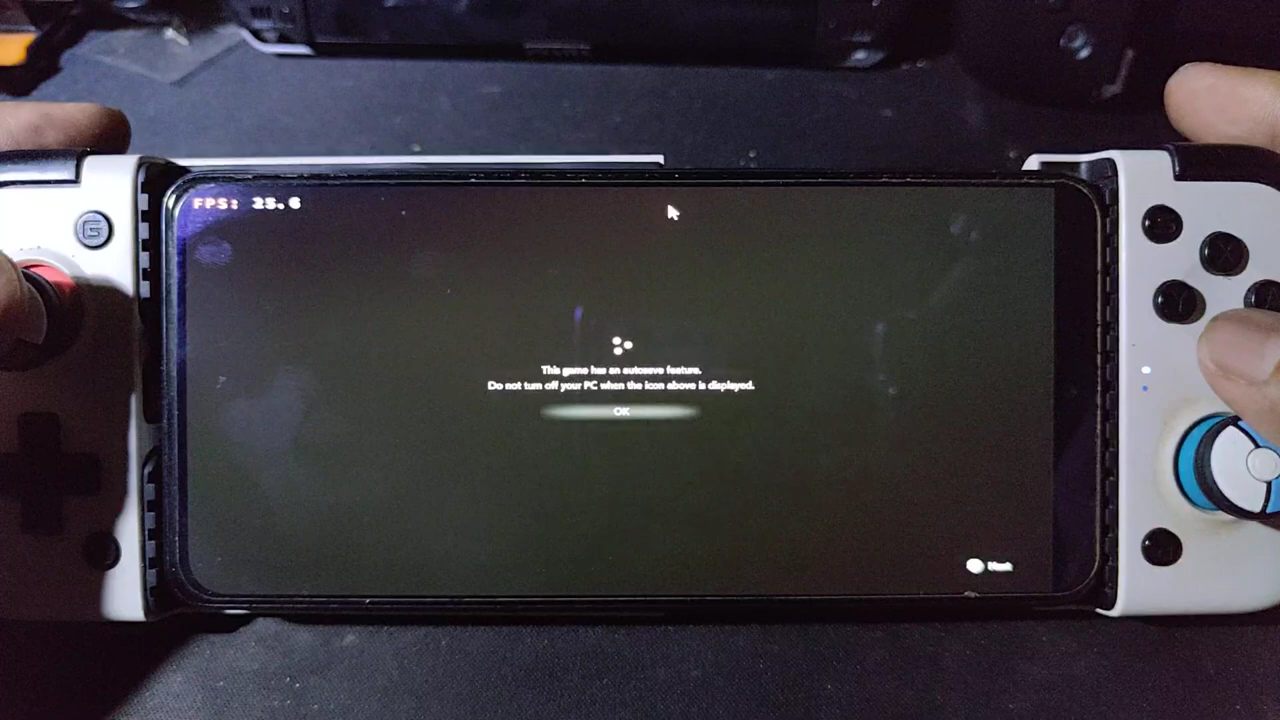 FPS: 25.6
This game has an autosave feature.
Do not turn off your PC when the icon above is displayed.
OK
Next
G
X
Y